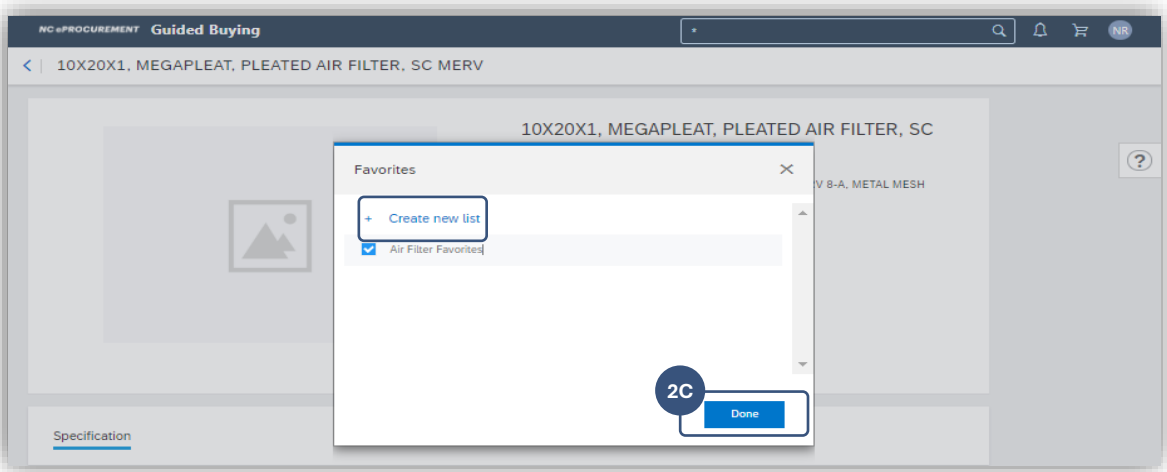 NC ePROCUREMENT Guided Buying
*
NR
< 10X20X1, MEGAPLEAT, PLEATED AIR FILTER, SC MERV
10X20X1, MEGAPLEAT, PLEATED AIR FILTER, SC
V 8-A, METAL MESH
?
Favorites
+ Create new list
Air Filter Favorites
2C
Done
Specification